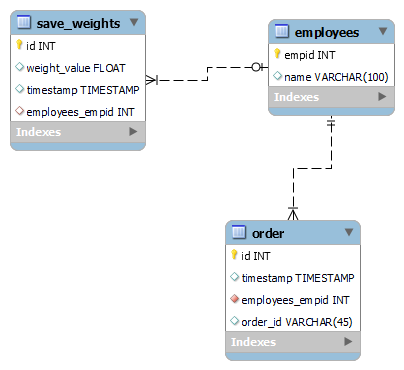 save_weights
id INT
weight_value FLOAT
timestamp TIMESTAMP
employees_empid INT
Indexes
employees
empid INT
name VARCHAR(100)
Indexes
order
id INT
timestamp TIMESTAMP
employees_empid INT
order_id VARCHAR(45)
Indexes